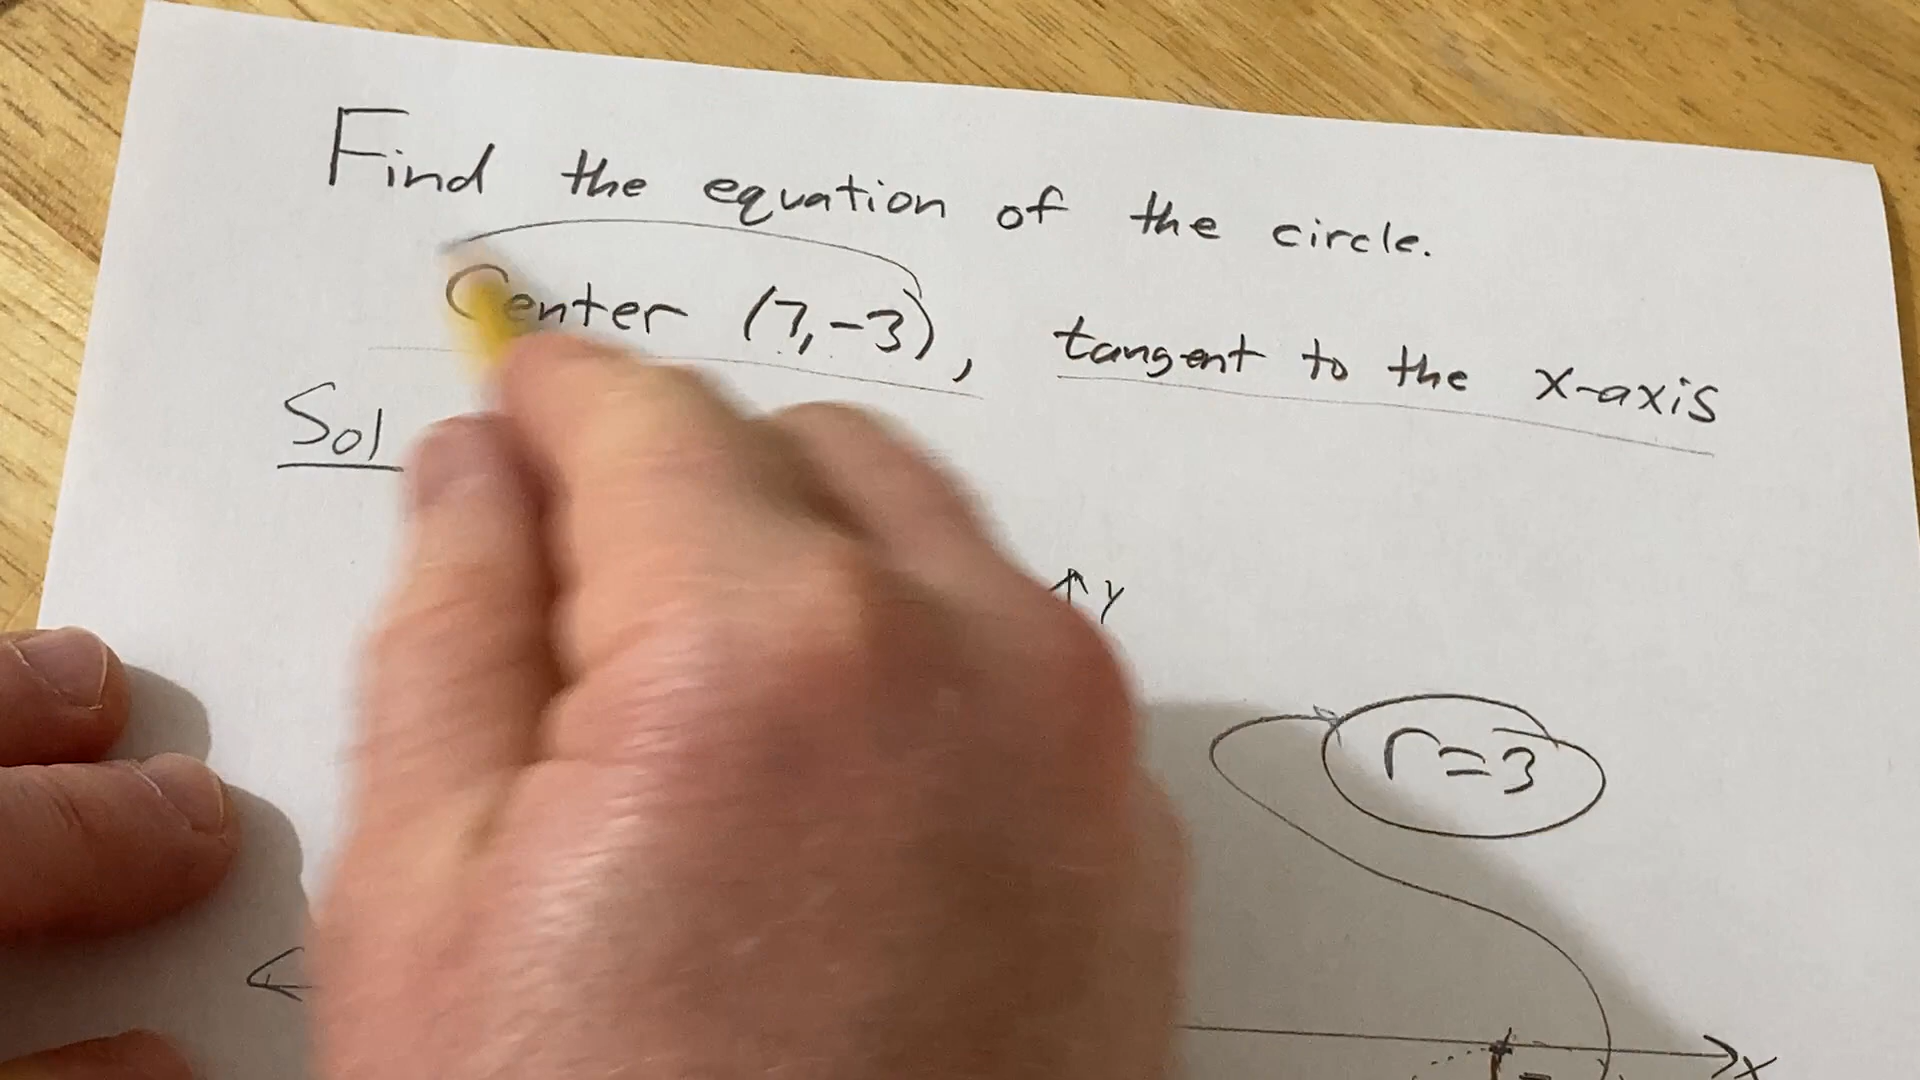 Find the equation of the circle.
Center (7,-3), tangent to the x-axis
Sol
y
r=3
x